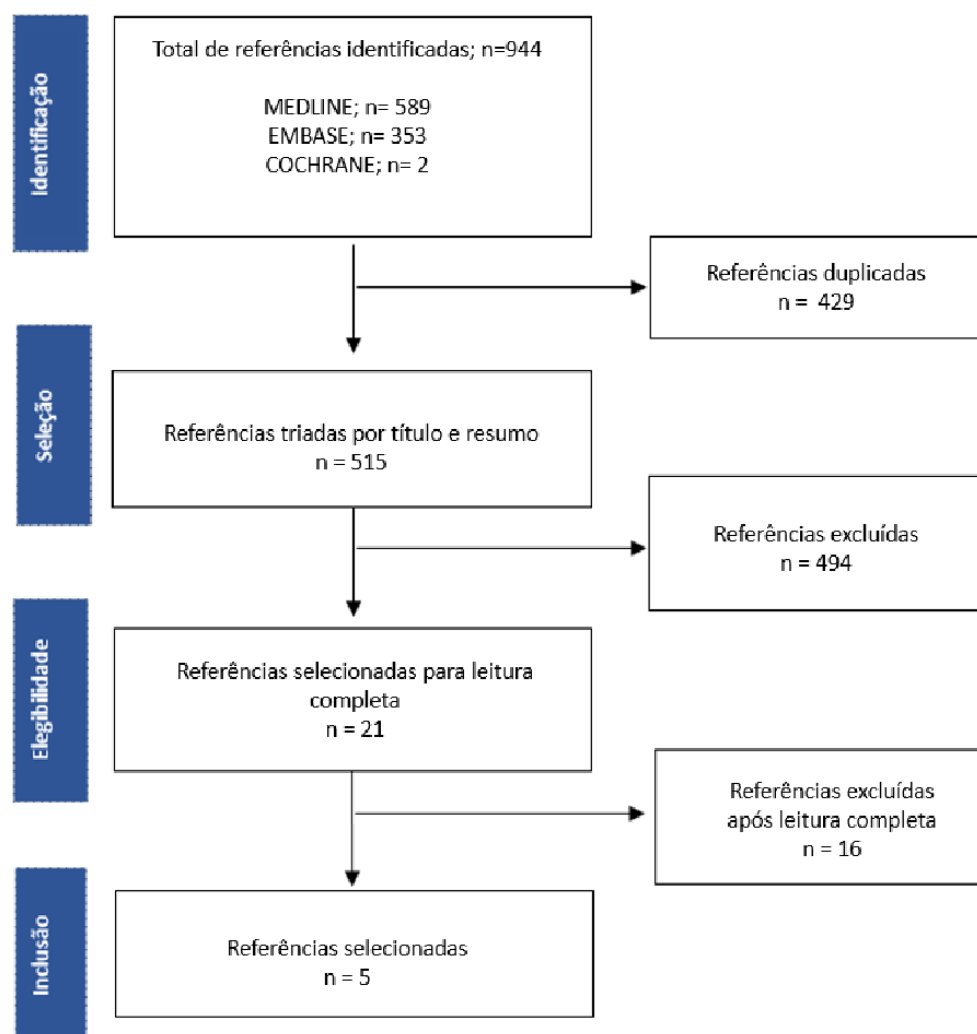 Identificação
Total de referências identificadas; n=944
MEDLINE; n= 589
EMBASE; n= 353
COCHRANE; n= 2
Referências duplicadas
n = 429
Seleção
Referências triadas por título e resumo
n = 515
Referências excluídas
n = 494
Elegibilidade
Referências selecionadas para leitura
completa
n = 21
Referências excluídas
após leitura completa
n = 16
Inclusão
Referências selecionadas
n = 5